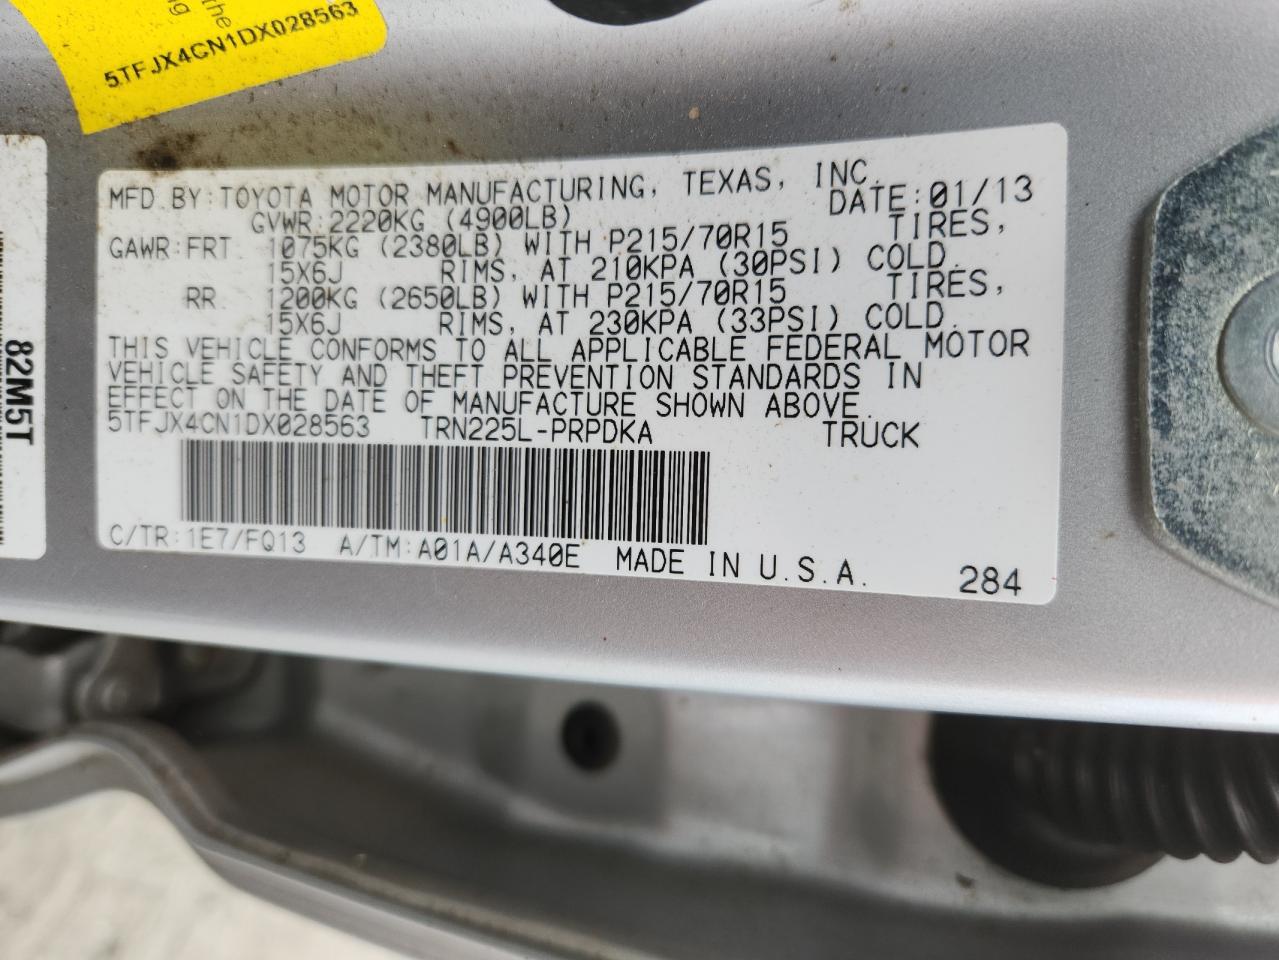 the
5TFJX4CN1DX028563
82M5T
MFD. BY: TOYOTA MOTOR MANUFACTURING, TEXAS, INC.
DATE: 01/13
GVWR: 2220KG (4900LB)
GAWR: FRT 1075KG (2380LB) WITH P215/70R15 TIRES,
15X6J RIMS, AT 210KPA (30PSI) COLD.
RR. 1200KG (2650LB) WITH P215/70R15 TIRES,
15X6J RIMS, AT 230KPA (33PSI) COLD.
THIS VEHICLE CONFORMS TO ALL APPLICABLE FEDERAL MOTOR
VEHICLE SAFETY AND THEFT PREVENTION STANDARDS IN
EFFECT ON THE DATE OF MANUFACTURE SHOWN ABOVE.
5TFJX4CN1DX028563 TRN225L-PRPDKA TRUCK
C/TR: 1E7/FQ13 A/TM: A01A/A340E MADE IN U.S.A.
284